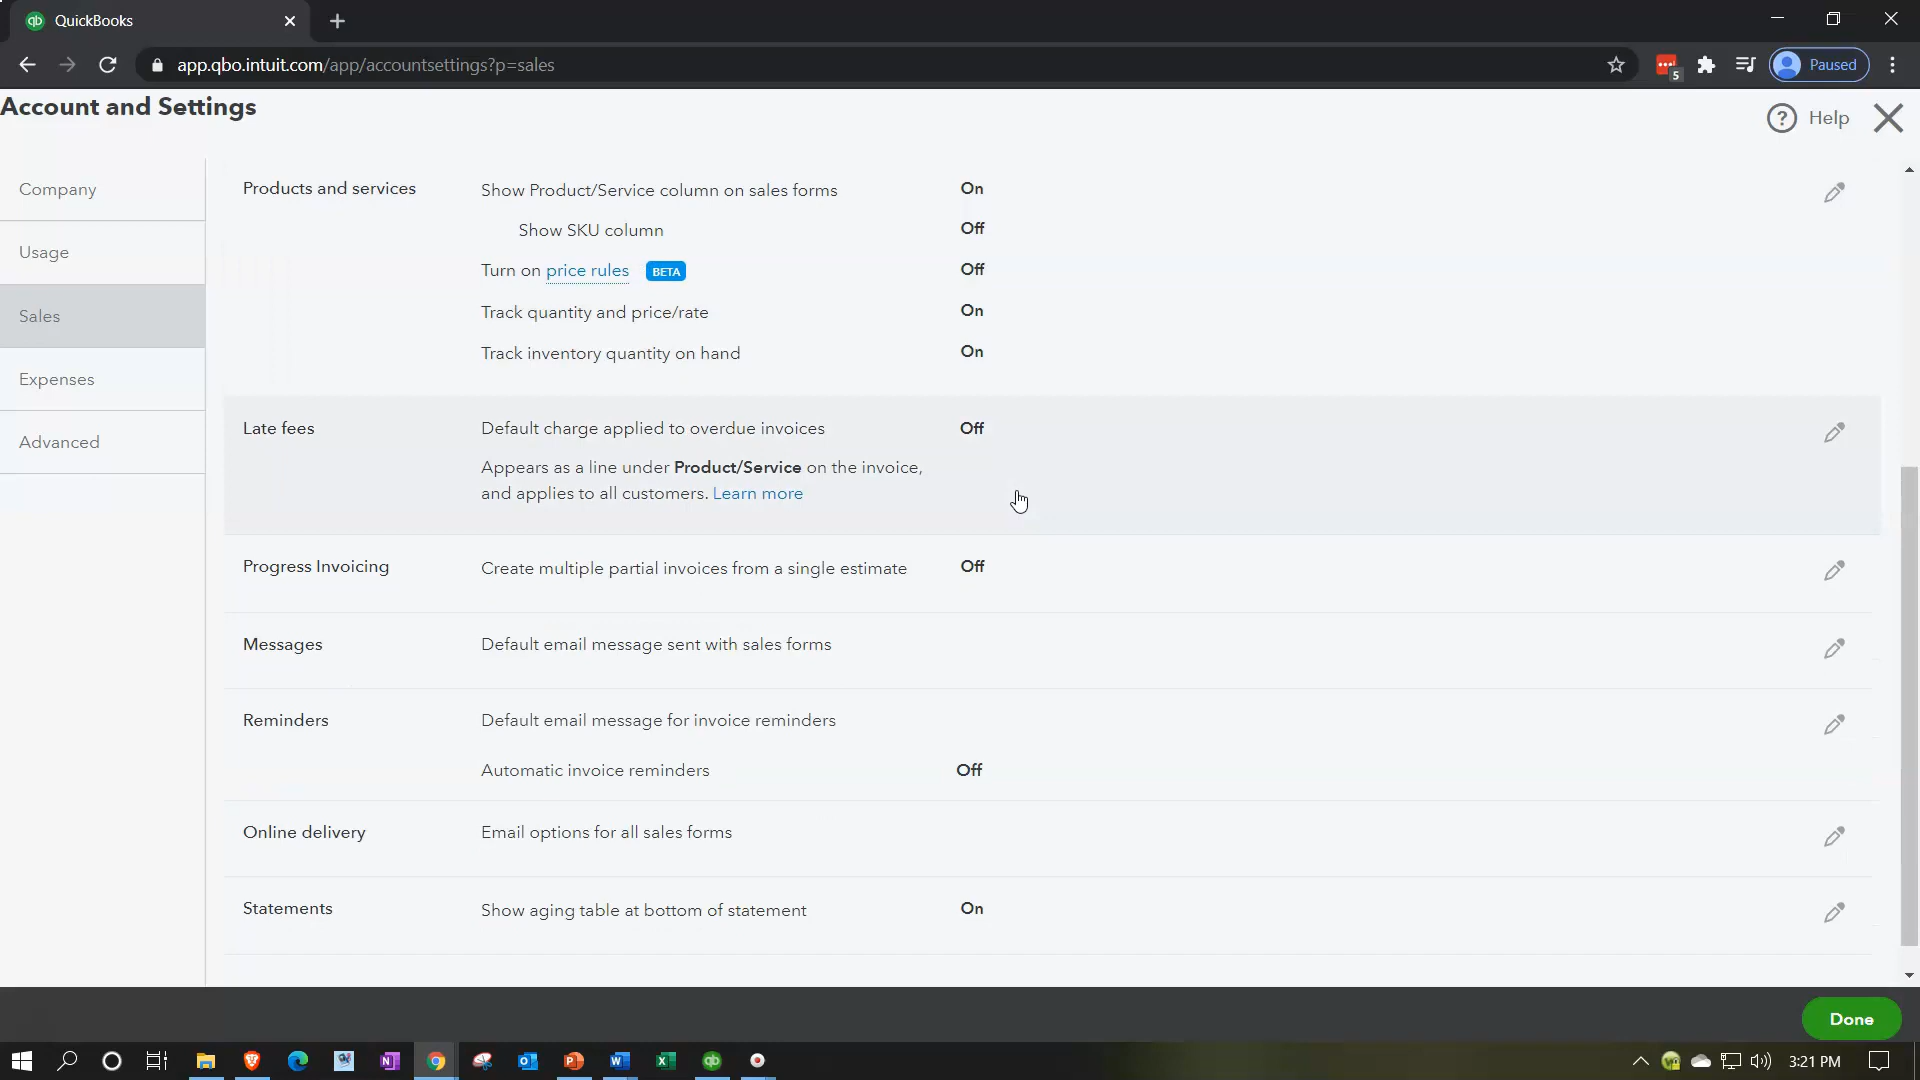 QuickBooks
app.qbo.intuit.com/app/accountsettings?p=sales
5
Paused
Account and Settings
? Help
Company
Usage
Sales
Expenses
Advanced
Products and services
Show Product/Service column on sales forms On
Show SKU column Off
Turn on price rules BETA Off
Track quantity and price/rate On
Track inventory quantity on hand On
Late fees
Default charge applied to overdue invoices Off
Appears as a line under Product/Service on the invoice,
and applies to all customers. Learn more
Progress Invoicing
Create multiple partial invoices from a single estimate Off
Messages
Default email message sent with sales forms
Reminders
Default email message for invoice reminders
Automatic invoice reminders Off
Online delivery
Email options for all sales forms
Statements
Show aging table at bottom of statement On
Done
3:21 PM